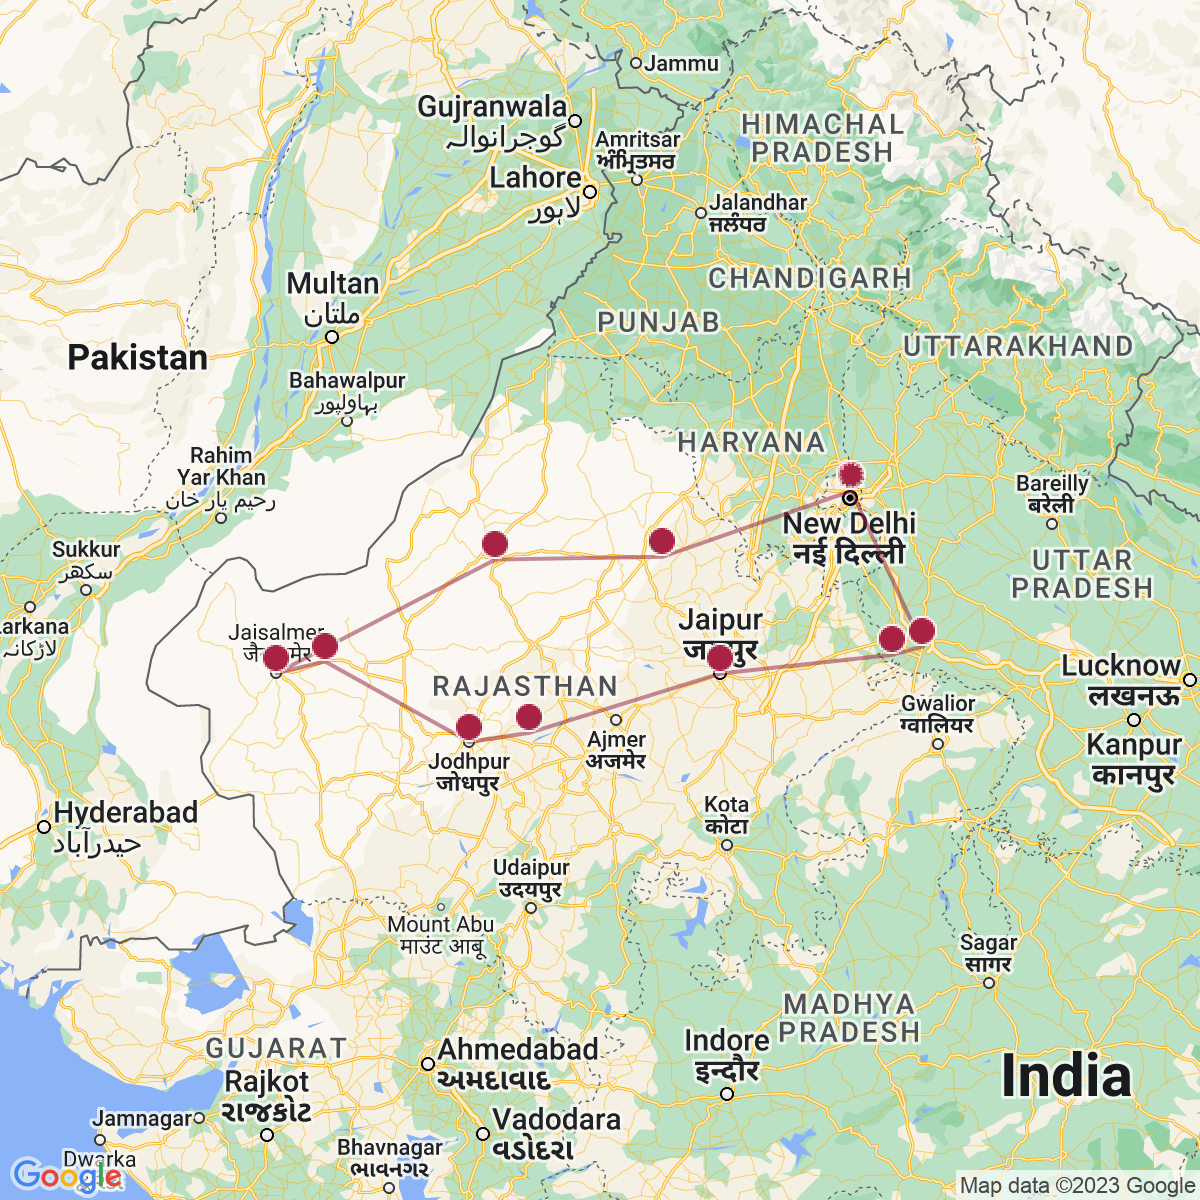 Jammu
Gujranwala
گوجرانوالہ
Amritsar
ਅੰਮ੍ਰਿਤਸਰ
HIMACHAL
PRADESH
Lahore
لاہور
Jalandhar
ਜਲੰਧਰ
CHANDIGARH
Multan
ملتان
PUNJAB
UTTARAKHAND
Pakistan
Bahawalpur
بہاولپور
HARYANA
Rahim
Yar Khan
رحیم یار خان
Bareilly
बरेली
New Delhi
नई दिल्ली
Sukkur
سکھر
UTTAR
PRADESH
Larkana
لاڑکانہ
Jaisalmer
Jaipur
RAJASTHAN
Lucknow
लखनऊ
Gwalior
ग्वालियर
Ajmer
अजमेर
Kanpur
कानपुर
Jodhpur
जोधपुर
Hyderabad
حیدرآباد
Kota
कोटा
Udaipur
उदयपुर
Mount Abu
माउंट आबू
Sagar
सागर
MADHYA
PRADESH
GUJARAT
Ahmedabad
અમદાવાદ
Indore
इन्दौर
India
Rajkot
રાજકોટ
Jamnagar
Vadodara
વડોદરા
Bhavnagar
ભાવનગર
Dwarka
Google
Map data ©2023 Google